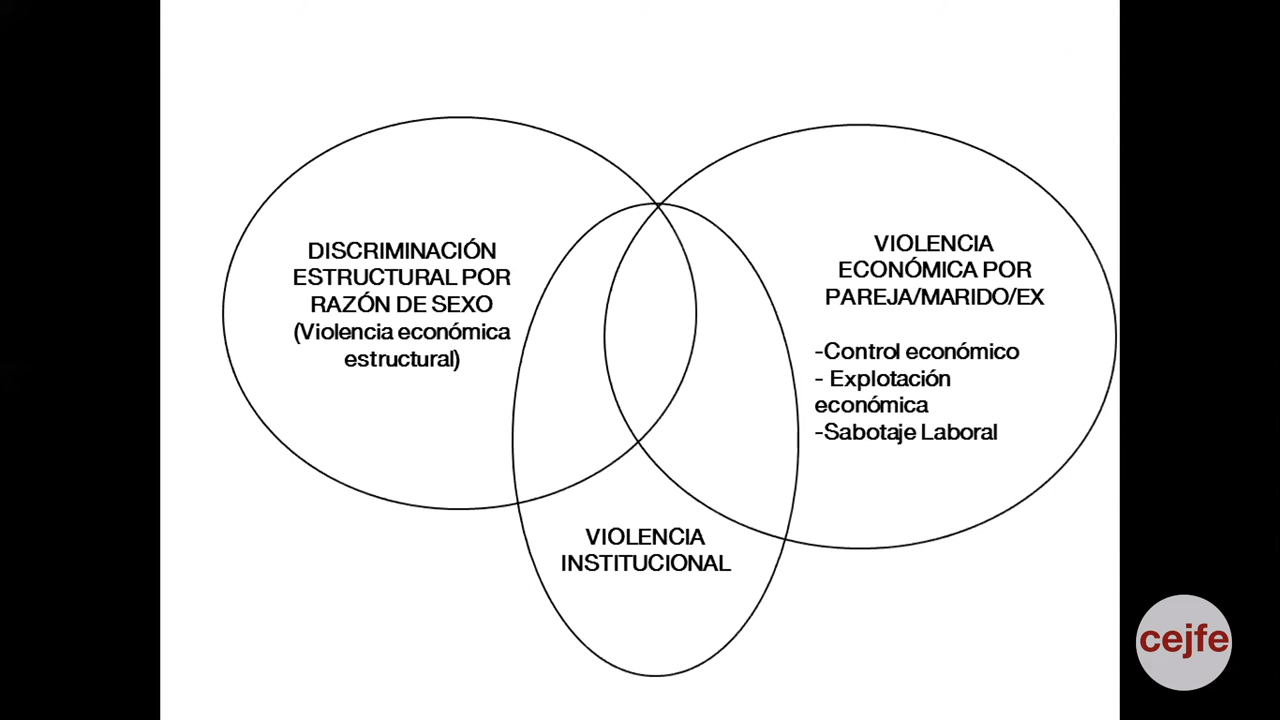 DISCRIMINACIÓN
ESTRUCTURAL POR
RAZÓN DE SEXO
(Violencia económica
estructural)
VIOLENCIA
ECONÓMICA POR
PAREJA/MARIDO/EX
-Control económico
- Explotación
económica
-Sabotaje Laboral
VIOLENCIA
INSTITUCIONAL
cejfe